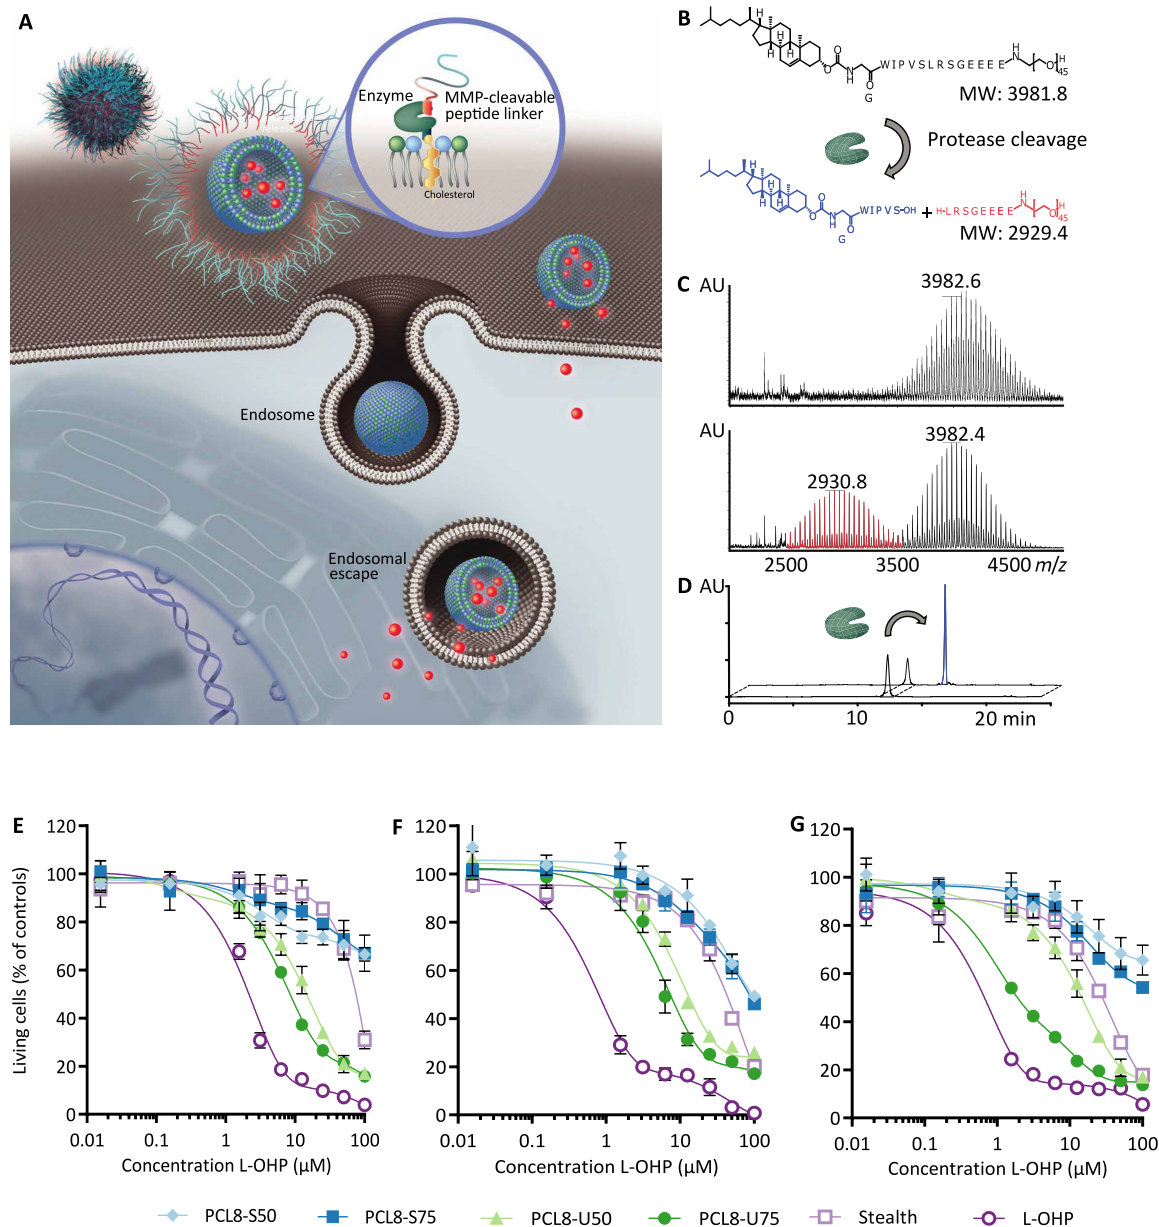 A
Enzyme
MMP-cleavable
peptide linker
Cholesterol
release
Endosome
Endosomal
escape
B
H
H
H
H
O
O
N
H
O
G
WIPVSLRSGEEEE
H
N
O
H
45
MW: 3981.8
Protease cleavage
H
H
H
H
O
O
N
H
O
G
WIPVS-OH
+
H-LRSGEEEE
H
N
O
H
45
MW: 2929.4
C
AU
3982.6
AU
3982.4
2930.8
2500
3500
4500 m/z
D
AU
0
10
20 min
E
120
100
80
60
40
20
0
0.01
0.1
1
10
100
Living cells (% of controls)
Concentration L-OHP (µM)
F
120
100
80
60
40
20
0
0.01
0.1
1
10
100
Concentration L-OHP (µM)
G
120
100
80
60
40
20
0
0.01
0.1
1
10
100
Concentration L-OHP (µM)
PCL8-S50
PCL8-S75
PCL8-U50
PCL8-U75
Stealth
L-OHP